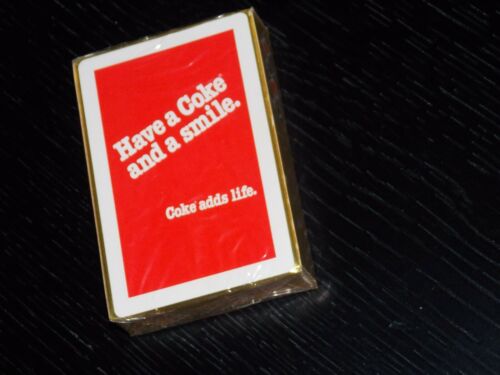 Have a Coke
and a smile.
Coke adds life.